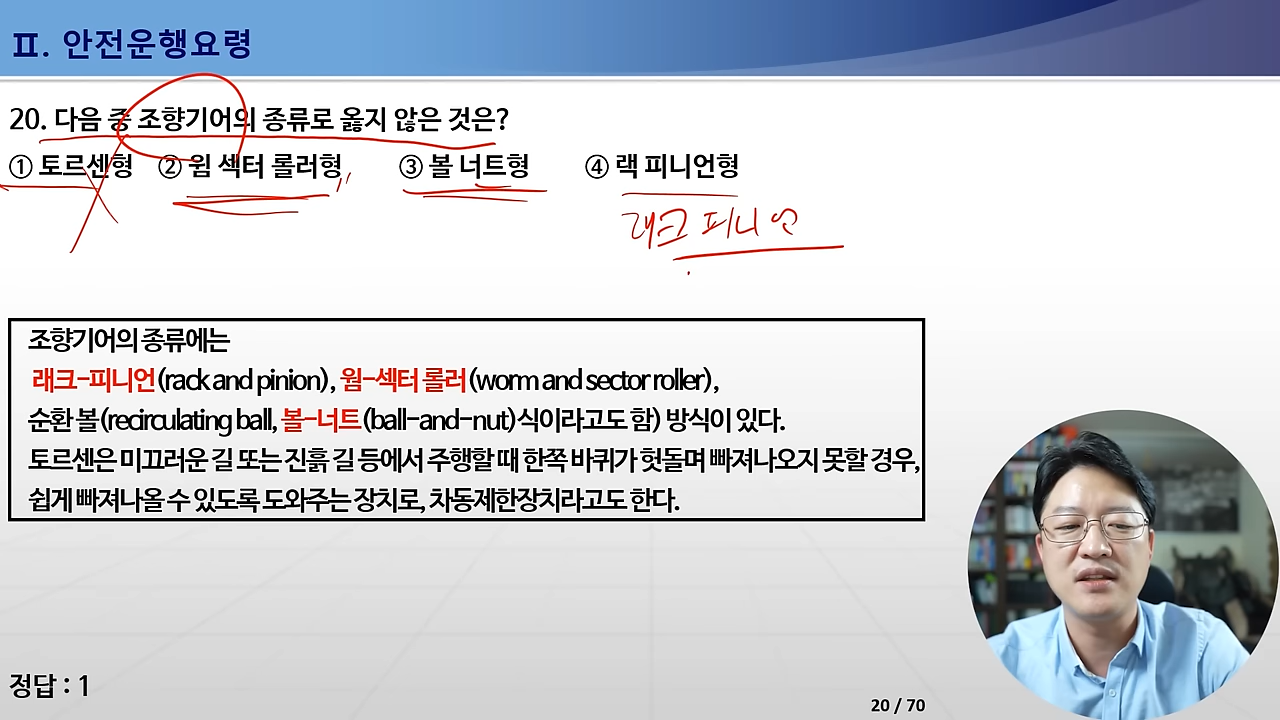 Ⅱ. 안전운행요령
20. 다음 중 조향기어의 종류로 옳지 않은 것은?
① 토르센형 ② 웜 섹터 롤러형 ③ 볼 너트형 ④ 랙 피니언형
래크 피니언
조향기어의 종류에는
래크-피니언(rack and pinion), 웜-섹터 롤러(worm and sector roller),
순환 볼(recirculating ball, 볼-너트(ball-and-nut)식이라고도 함) 방식이 있다.
토르센은 미끄러운 길 또는 진흙 길 등에서 주행할 때 한쪽 바퀴가 헛돌며 빠져나오지 못할 경우,
쉽게 빠져나올 수 있도록 도와주는 장치로, 차동제한장치라고도 한다.
정답 : 1
20 / 70